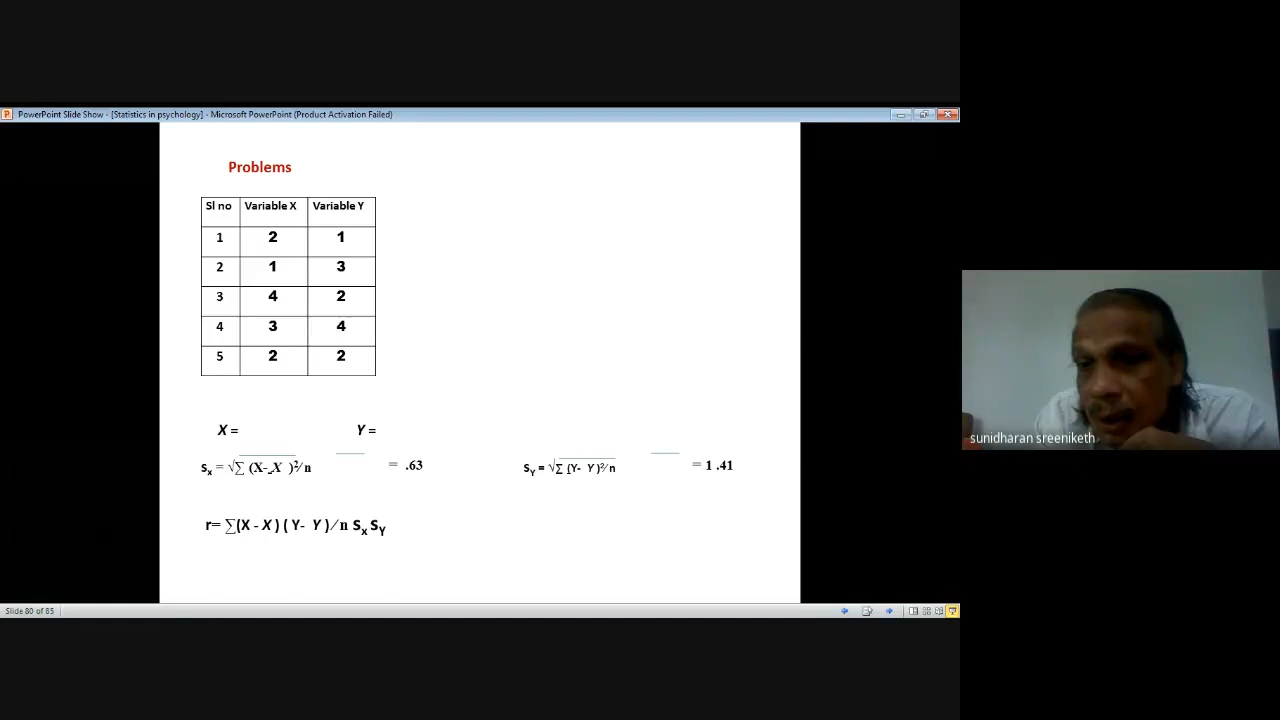 PowerPoint Slide Show - [Statistics in psychology] - Microsoft PowerPoint (Product Activation Failed)
Problems
Sl no Variable X Variable Y
1 2 1
2 1 3
3 4 2
4 3 4
5 2 2
X = Y =
Sx = √∑ (X- X )²/ n = .63 SY = √∑ (Y- Y )²/ n = 1 .41
r= ∑(X - X ) ( Y- Y ) ∕ n Sx SY
sunidharan sreeniketh
Slide 80 of 85